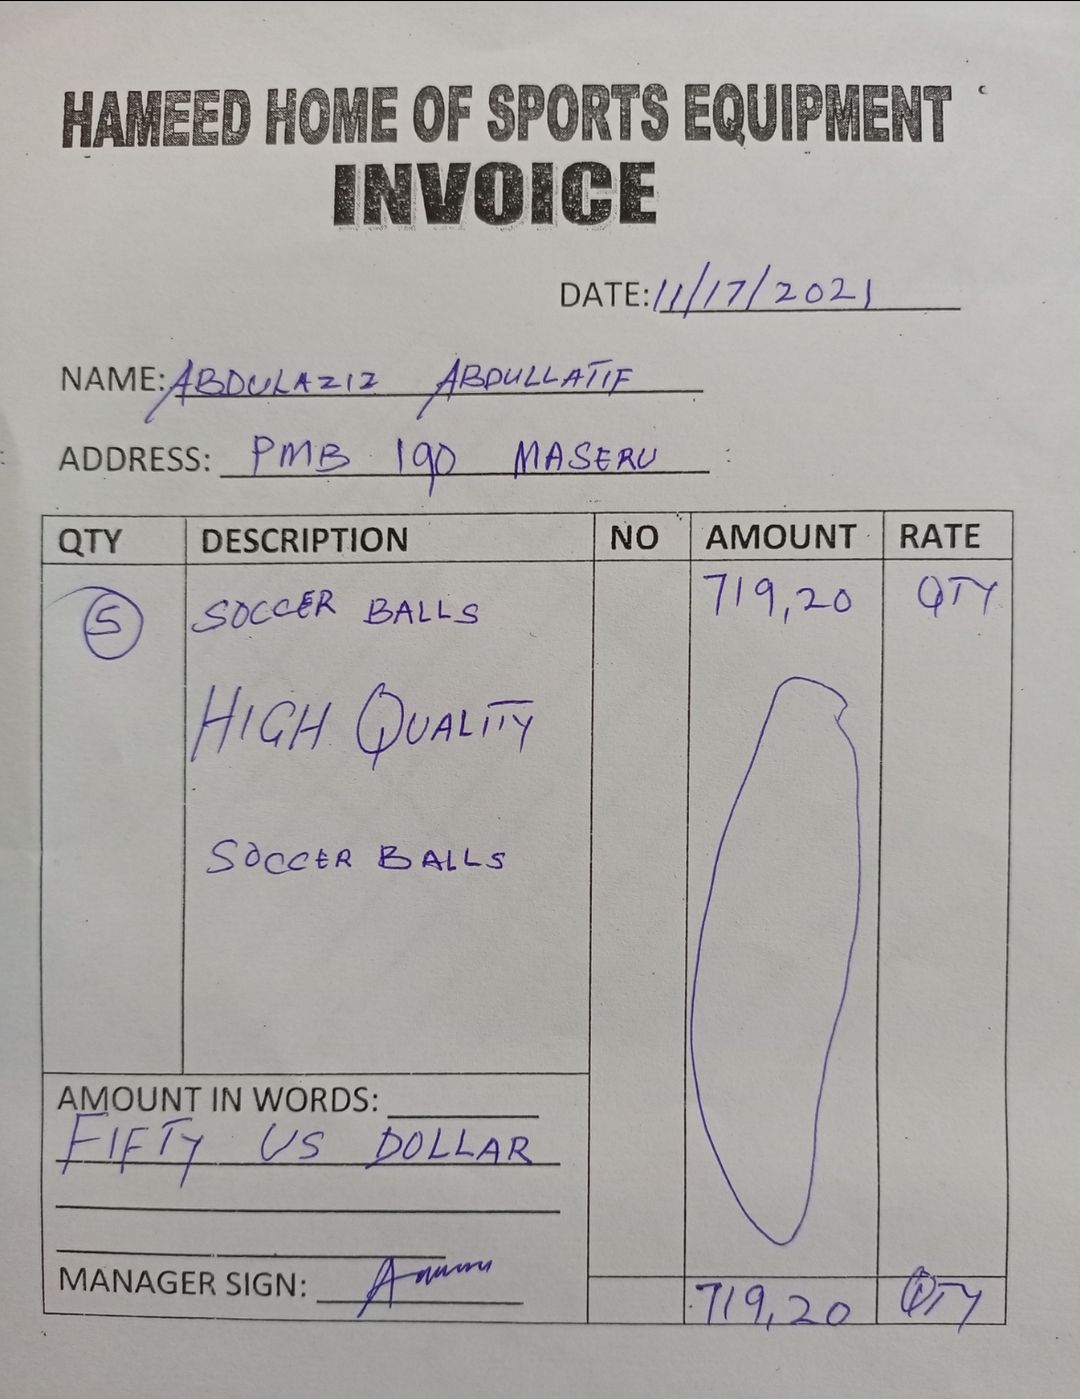 HAMEED HOME OF SPORTS EQUIPMENT
INVOICE
DATE: 11/17/2021
NAME: ABDULAZIZ ABDULLATIF
ADDRESS: PMB 190 MASERU
QTY DESCRIPTION NO AMOUNT RATE
5 SOCCER BALLS 719,20 QTY
HIGH QUALITY
SOCCER BALLS
AMOUNT IN WORDS:
FIFTY US DOLLAR
MANAGER SIGN:
719,20 QTY